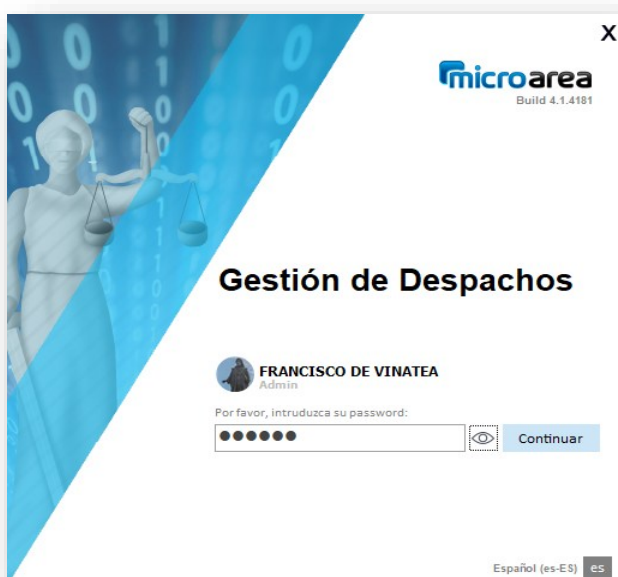 X
microarea
Build 4.1.4181
Gestión de Despachos
FRANCISCO DE VINATEA
Admin
Por favor, intruduzca su password:
●●●●●●
Continuar
Español (es-ES) es